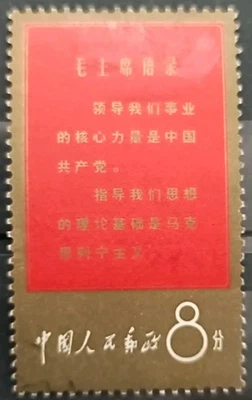 毛主席语录
领导我们事业
的核心力量是中国
共产党。
指导我们思想
的理论基础是马克
思列宁主义
中国人民邮政 8分